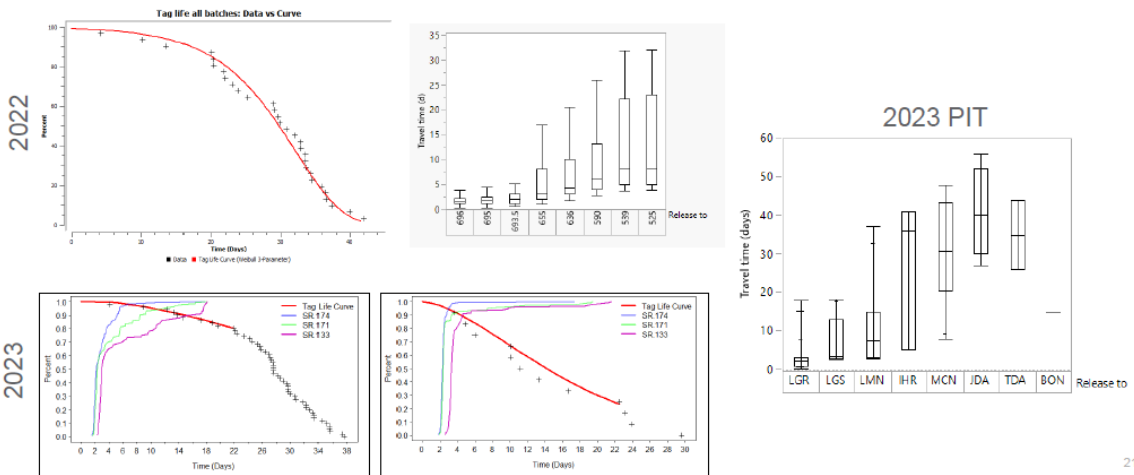 Tag life all batches: Data vs Curve
2022
Percent
100
80
60
40
20
0
0 10 20 30 40
Time (Days)
Data Tag Life Curve (Weibull 3-Parameter)
Travel time (d)
35
30
25
20
15
10
5
0
696 695 693.5 655 636 590 539 525 Release to
2023 PIT
Travel time (days)
60
50
40
30
20
10
0
LGR LGS LMN IHR MCN JDA TDA BON Release to
2023
Percent
1.0
0.9
0.8
0.7
0.6
0.5
0.4
0.3
0.2
0.1
0.0
0 2 4 6 8 10 14 18 22 26 30 34 38
Time (Days)
Tag Life Curve
SR.174
SR.171
SR.133
Percent
1.0
0.9
0.8
0.7
0.6
0.5
0.4
0.3
0.2
0.1
0.0
0 2 4 6 8 10 12 14 16 18 20 22 24 26 28 30
Time (Days)
Tag Life Curve
SR.174
SR.171
SR.133